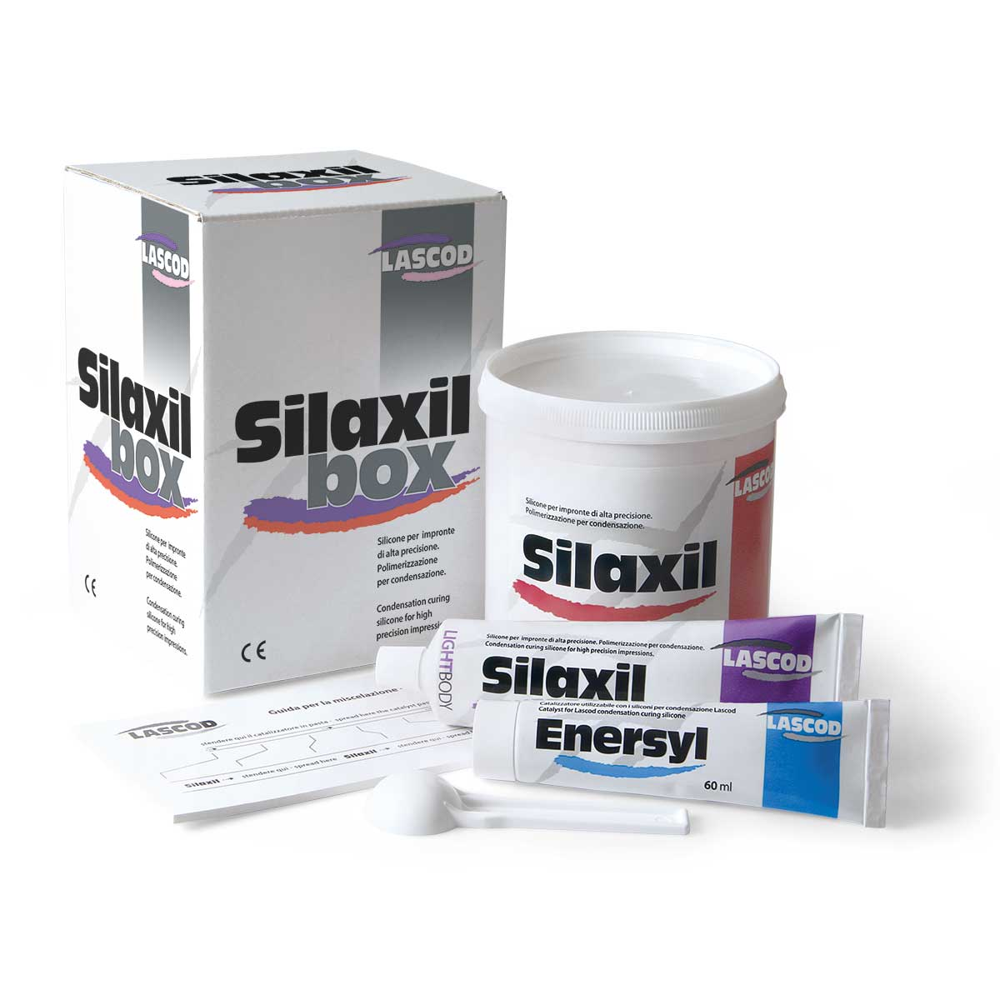 Silaxil
box
LASCOD
Silaxil
box
Silicone per impronte
di alta precisione.
Polimerizzazione
per condensazione.
Condensation curing
silicone for high
precision impressions.
CE
LASCOD
Silaxil
box
Silicone per impronte
di alta precisione.
Polimerizzazione
per condensazione.
Condensation curing
silicone for high
precision impressi
CE
LASCOD
Silicone per impronte di alta precisione.
Polimerizzazione per condensazione.
Silaxil
LIGHTBODY
Silicone per impronte di alta precisione. Polimerizzazione per condensazione.
Condensation curing silicone for high precision impressions.
Silaxil
LASCOD
Catalizzatore utilizzabile con i siliconi per condensazione Lascod
Catalyst for Lascod condensation curing silicone
Enersyl
60 ml
LASCOD
Guida per la miscelazione -
LASCOD
stendere qui il catalizzatore in pasta - spread here the catalyst pas
Silaxil stendere qui - spread here Silaxil stendere qui - spread